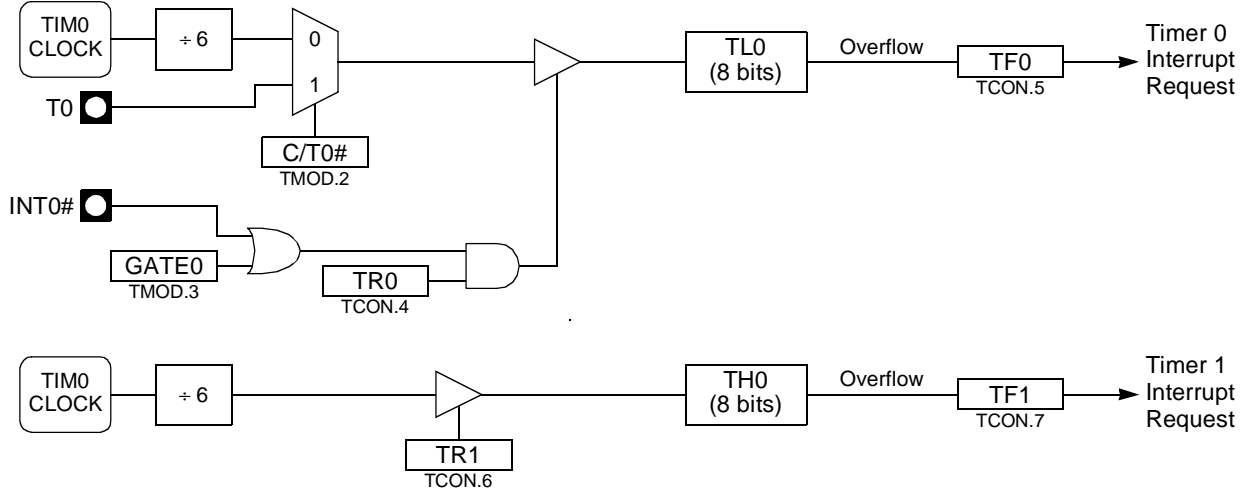 TIM0
CLOCK
÷ 6
0
1
T0
C/T0#
TMOD.2
TL0
(8 bits)
Overflow
TF0
TCON.5
Timer 0
Interrupt
Request
INT0#
GATE0
TMOD.3
TR0
TCON.4
TIM0
CLOCK
÷ 6
TR1
TCON.6
TH0
(8 bits)
Overflow
TF1
TCON.7
Timer 1
Interrupt
Request